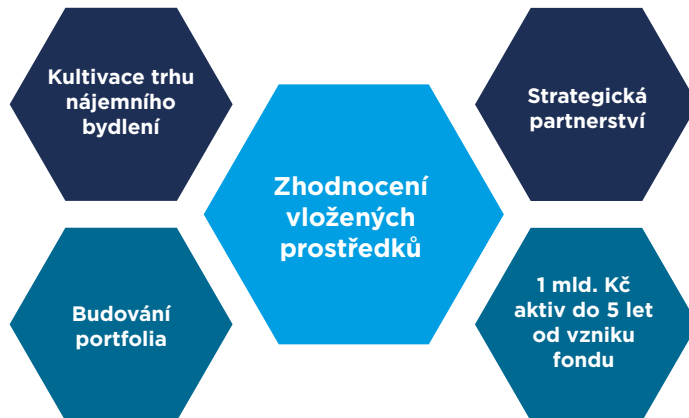 Kultivace trhu
nájemního
bydlení
Strategická
partnerství
Zhodnocení
vložených
prostředků
Budování
portfolia
1 mld. Kč
aktiv do 5 let
od vzniku
fondu